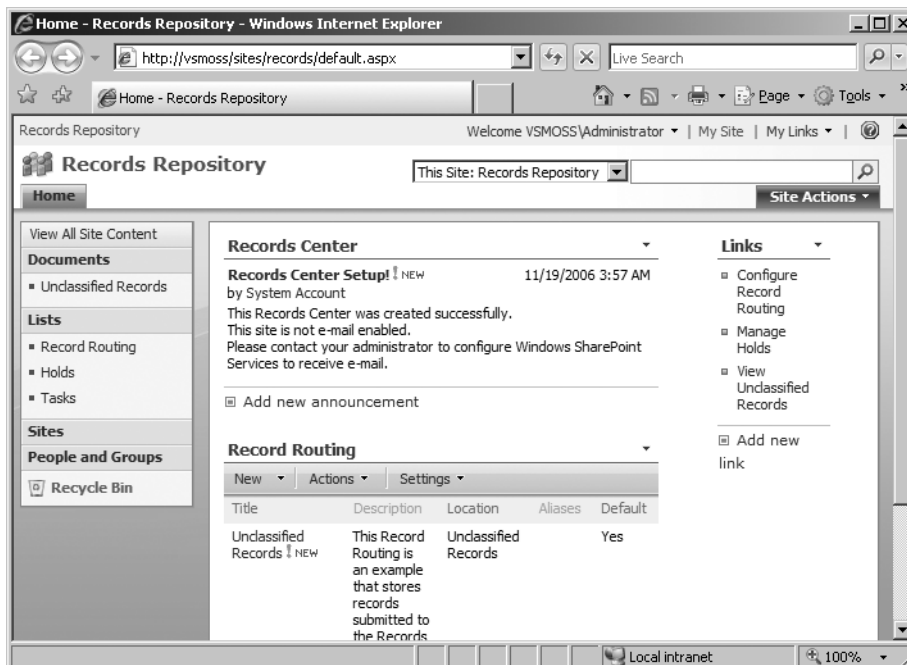 Home - Records Repository - Windows Internet Explorer
http://vsmoss/sites/records/default.aspx
Live Search
Home - Records Repository
Page
Tools
»
Records Repository
Welcome VSMOSS\Administrator
| My Site | My Links
|
Records Repository
This Site: Records Repository
Home
Site Actions
View All Site Content
Documents
Unclassified Records
Lists
Record Routing
Holds
Tasks
Sites
People and Groups
Recycle Bin
Records Center
Records Center Setup! ! NEW
11/19/2006 3:57 AM
by System Account
This Records Center was created successfully.
This site is not e-mail enabled.
Please contact your administrator to configure Windows SharePoint
Services to receive e-mail.
Add new announcement
Record Routing
New
Actions
Settings
Title Description Location Aliases Default
Unclassified
Records ! NEW
This Record
Routing is
an example
that stores
records
submitted to
the Records
Unclassified
Records
Yes
Links
Configure
Record
Routing
Manage
Holds
View
Unclassified
Records
Add new
link
Local intranet
100%